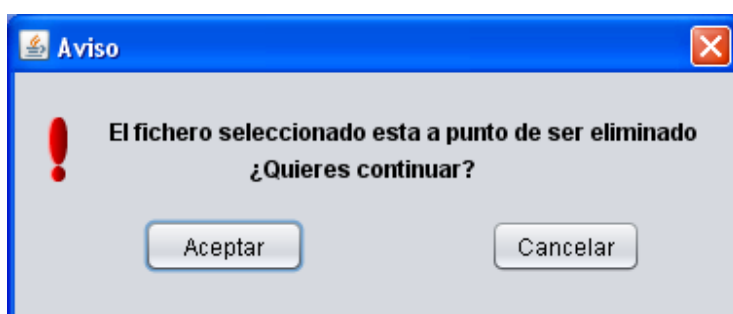 Aviso
El fichero seleccionado esta a punto de ser eliminado
¿Quieres continuar?
Aceptar
Cancelar